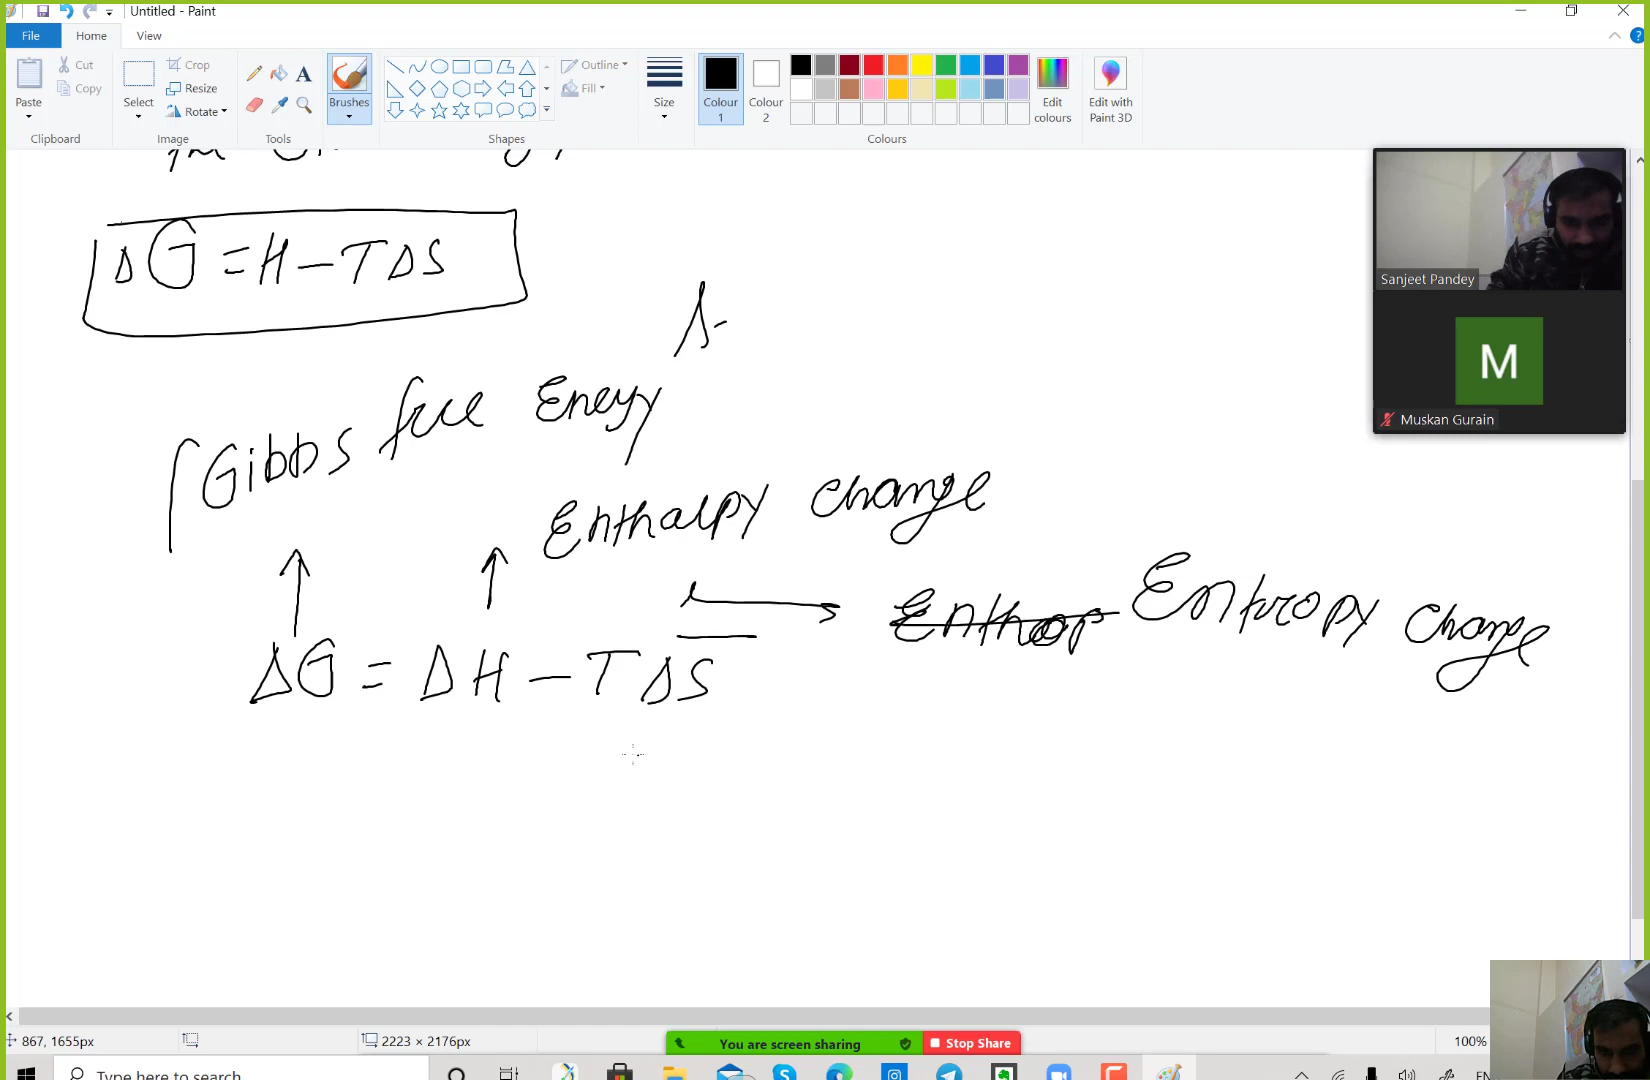 Untitled - Paint
File Home View
Paste Cut Copy Select Crop Resize Rotate Brushes Outline Fill Size Colour 1 Colour 2 Edit colours Edit with Paint 3D
Clipboard Image Tools Shapes Colours
ΔG = H - TΔS
Sanjeet Pandey
M
Muskan Gurain
Gibbs free Energy
Enthalpy change
Entropy change
ΔG = ΔH - TΔS
867, 1655px 2223 × 2176px 100%
You are screen sharing Stop Share
Type here to search